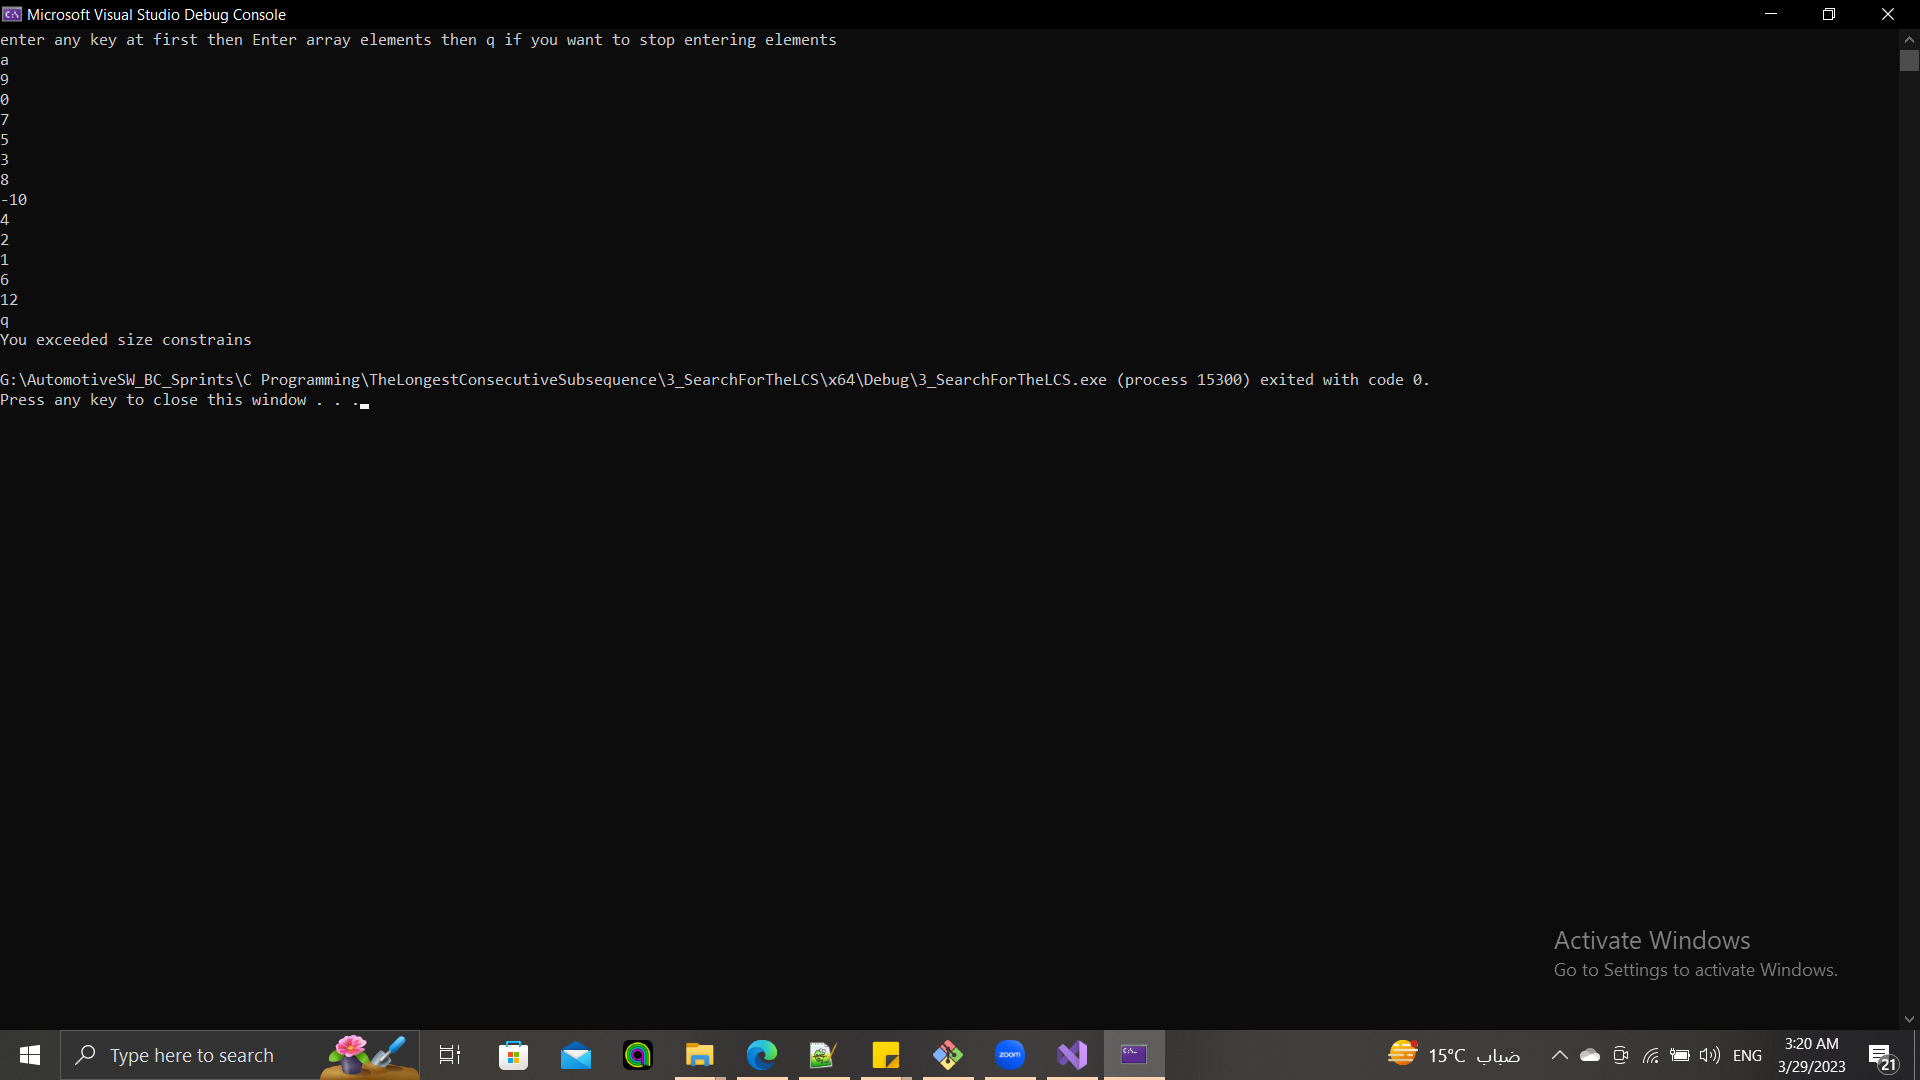 Microsoft Visual Studio Debug Console
enter any key at first then Enter array elements then q if you want to stop entering elements
a
9
0
7
5
3
8
-10
4
2
1
6
12
q
You exceeded size constrains
G:\AutomotiveSW_BC_Sprints\C Programming\TheLongestConsecutiveSubsequence\3_SearchForTheLCS\x64\Debug\3_SearchForTheLCS.exe (process 15300) exited with code 0.
Press any key to close this window . . .
Activate Windows
Go to Settings to activate Windows.
Type here to search
zoom
15°C ضباب
ENG
3:20 AM
3/29/2023
21